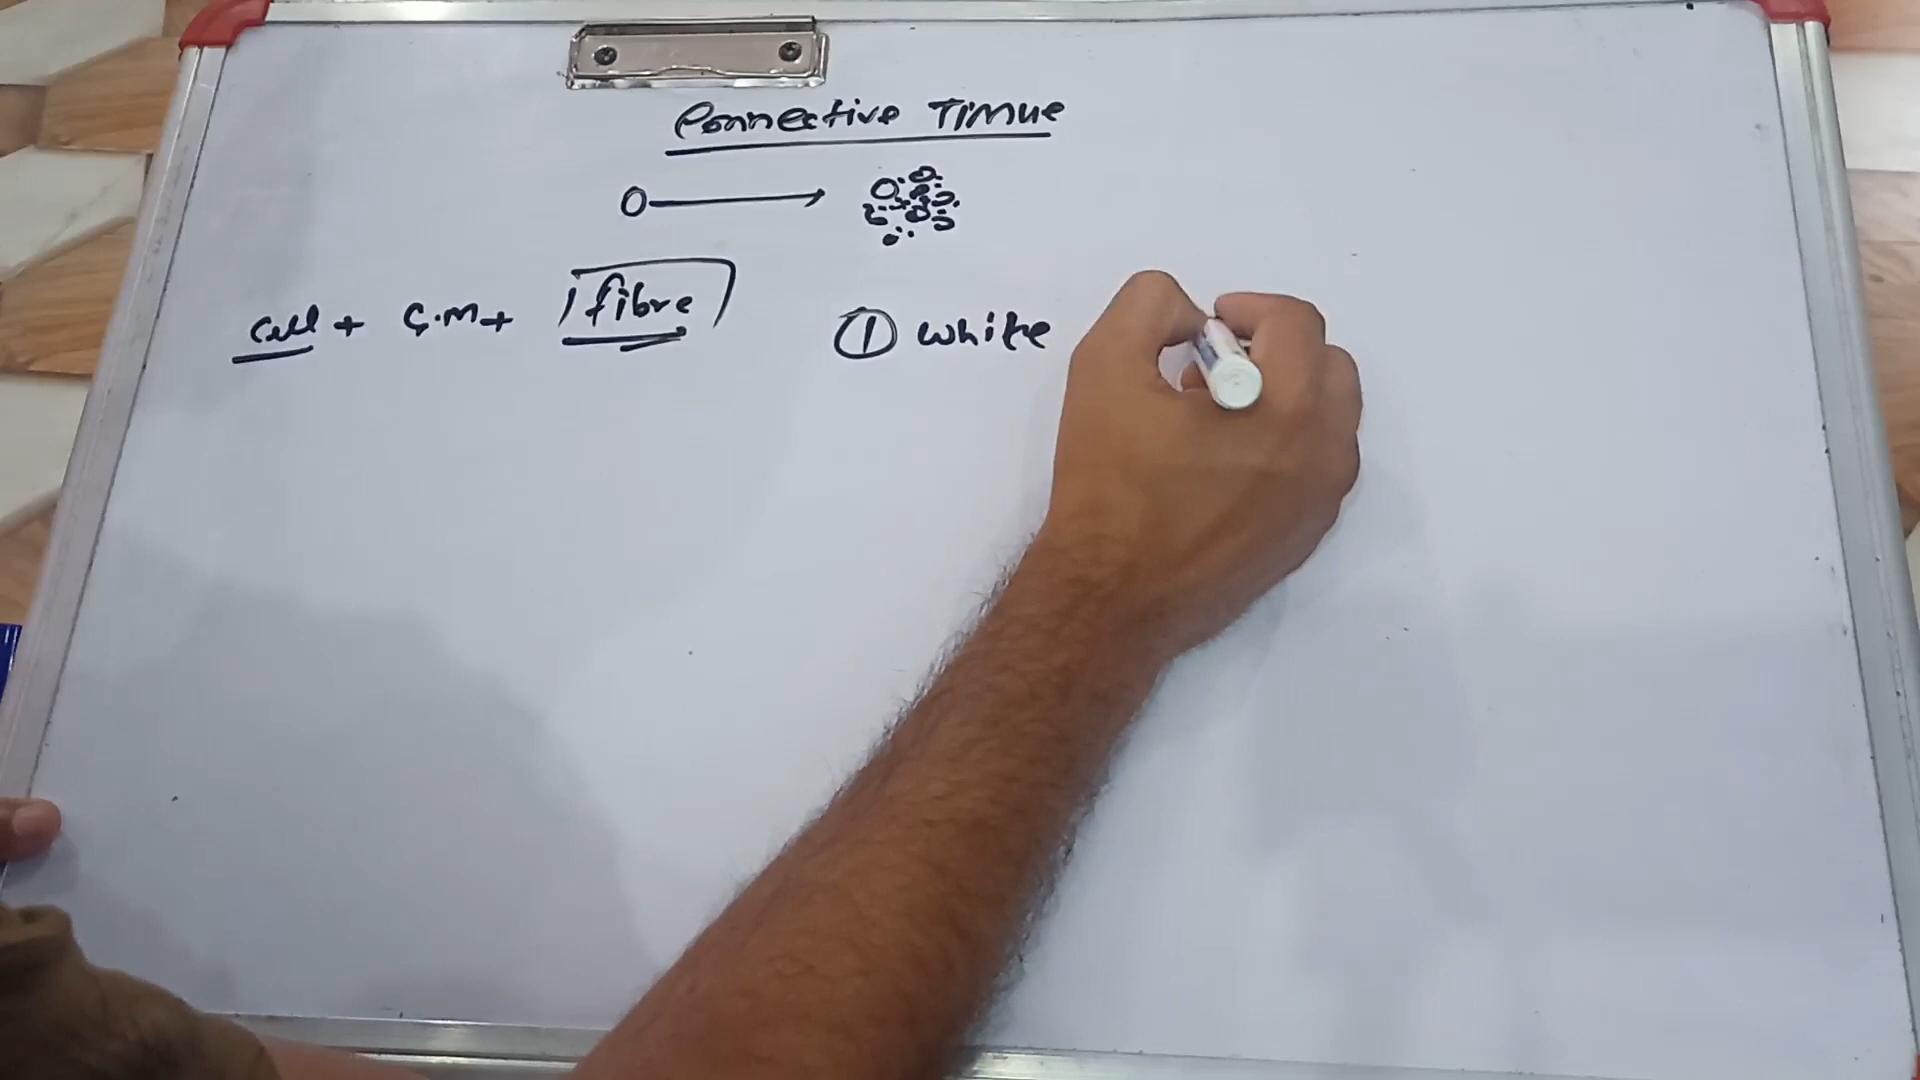 Connective Tissue
Cell + G.M + fibre
① white